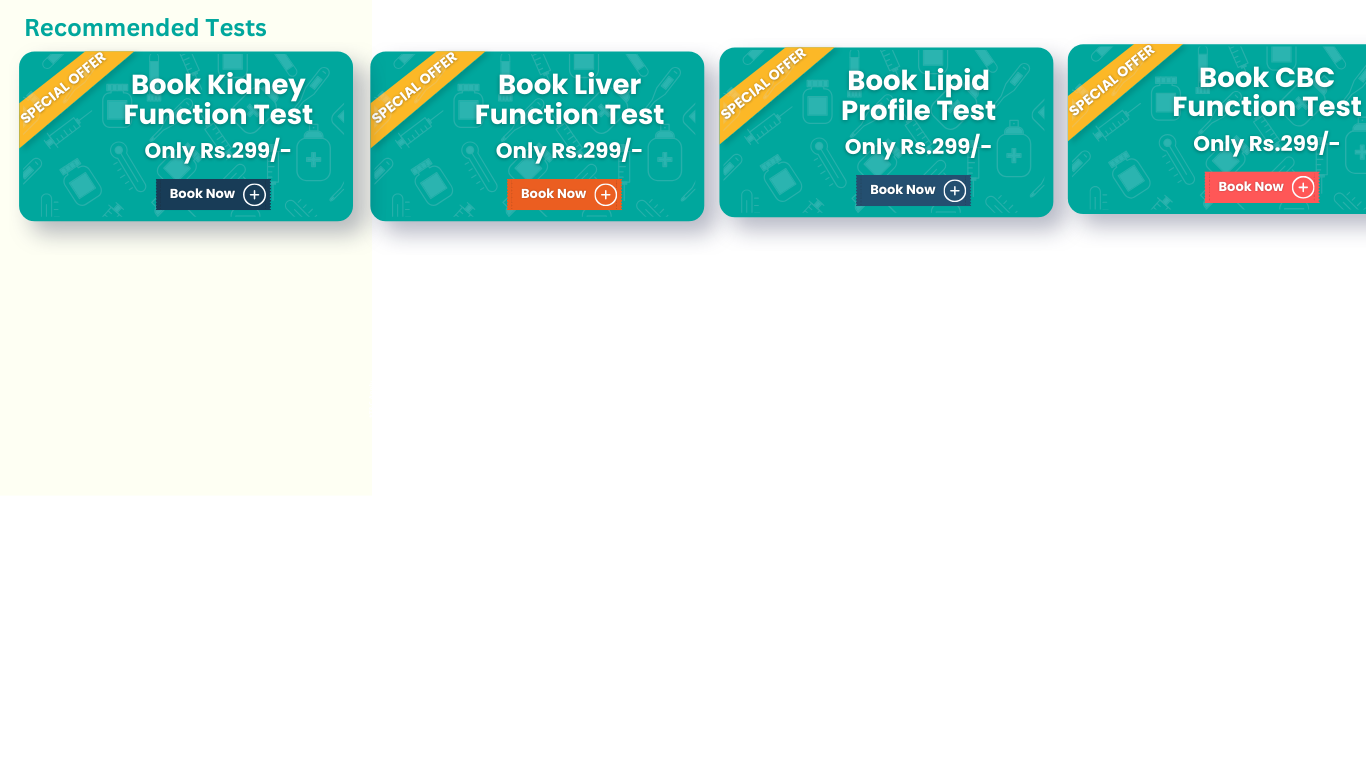 Recommended Tests
SPECIAL OFFER
Book Kidney
Function Test
Only Rs.299/-
Book Now
SPECIAL OFFER
Book Liver
Function Test
Only Rs.299/-
Book Now
SPECIAL OFFER
Book Lipid
Profile Test
Only Rs.299/-
Book Now
SPECIAL OFFER
Book CBC
Function Test
Only Rs.299/-
Book Now